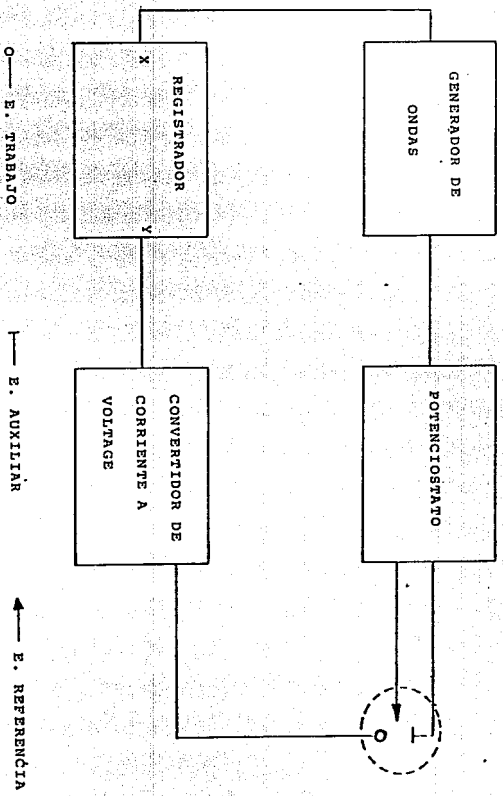 GENERADOR DE
ONDAS
POTENCIOSTATO
REGISTRADOR
X
Y
CONVERTIDOR DE
CORRIENTE A
VOLTAGE
E. TRABAJO
E. AUXILIAR
E. REFERENCIA